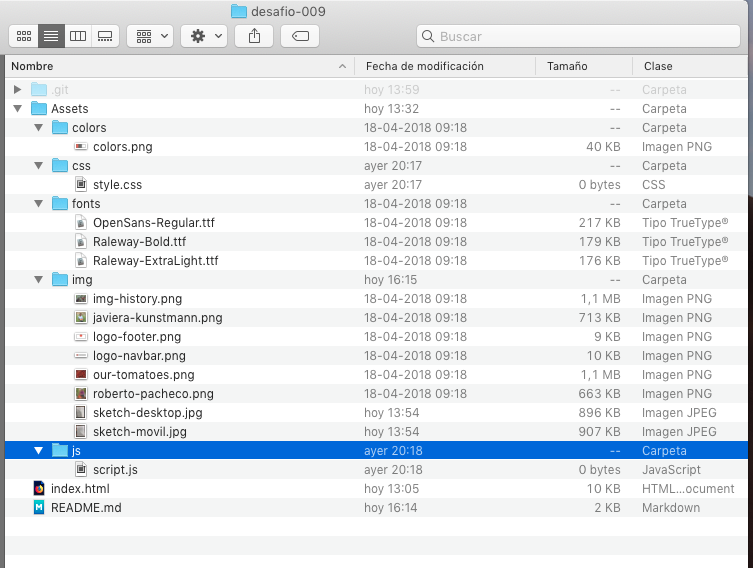 desafio-009
Buscar
Nombre Fecha de modificación Tamaño Clase
.git hoy 13:59 -- Carpeta
Assets hoy 13:32 -- Carpeta
colors 18-04-2018 09:18 -- Carpeta
colors.png 18-04-2018 09:18 40 KB Imagen PNG
css ayer 20:17 -- Carpeta
style.css ayer 20:17 0 bytes CSS
fonts 18-04-2018 09:18 -- Carpeta
OpenSans-Regular.ttf 18-04-2018 09:18 217 KB Tipo TrueType®
Raleway-Bold.ttf 18-04-2018 09:18 179 KB Tipo TrueType®
Raleway-ExtraLight.ttf 18-04-2018 09:18 176 KB Tipo TrueType®
img hoy 16:15 -- Carpeta
img-history.png 18-04-2018 09:18 1,1 MB Imagen PNG
javiera-kunstmann.png 18-04-2018 09:18 713 KB Imagen PNG
logo-footer.png 18-04-2018 09:18 9 KB Imagen PNG
logo-navbar.png 18-04-2018 09:18 10 KB Imagen PNG
our-tomatoes.png 18-04-2018 09:18 1,1 MB Imagen PNG
roberto-pacheco.png 18-04-2018 09:18 663 KB Imagen PNG
sketch-desktop.jpg hoy 13:54 896 KB Imagen JPEG
sketch-movil.jpg hoy 13:54 907 KB Imagen JPEG
js ayer 20:18 -- Carpeta
script.js ayer 20:18 0 bytes JavaScript
index.html hoy 13:05 10 KB HTML...ocument
README.md hoy 16:14 2 KB Markdown